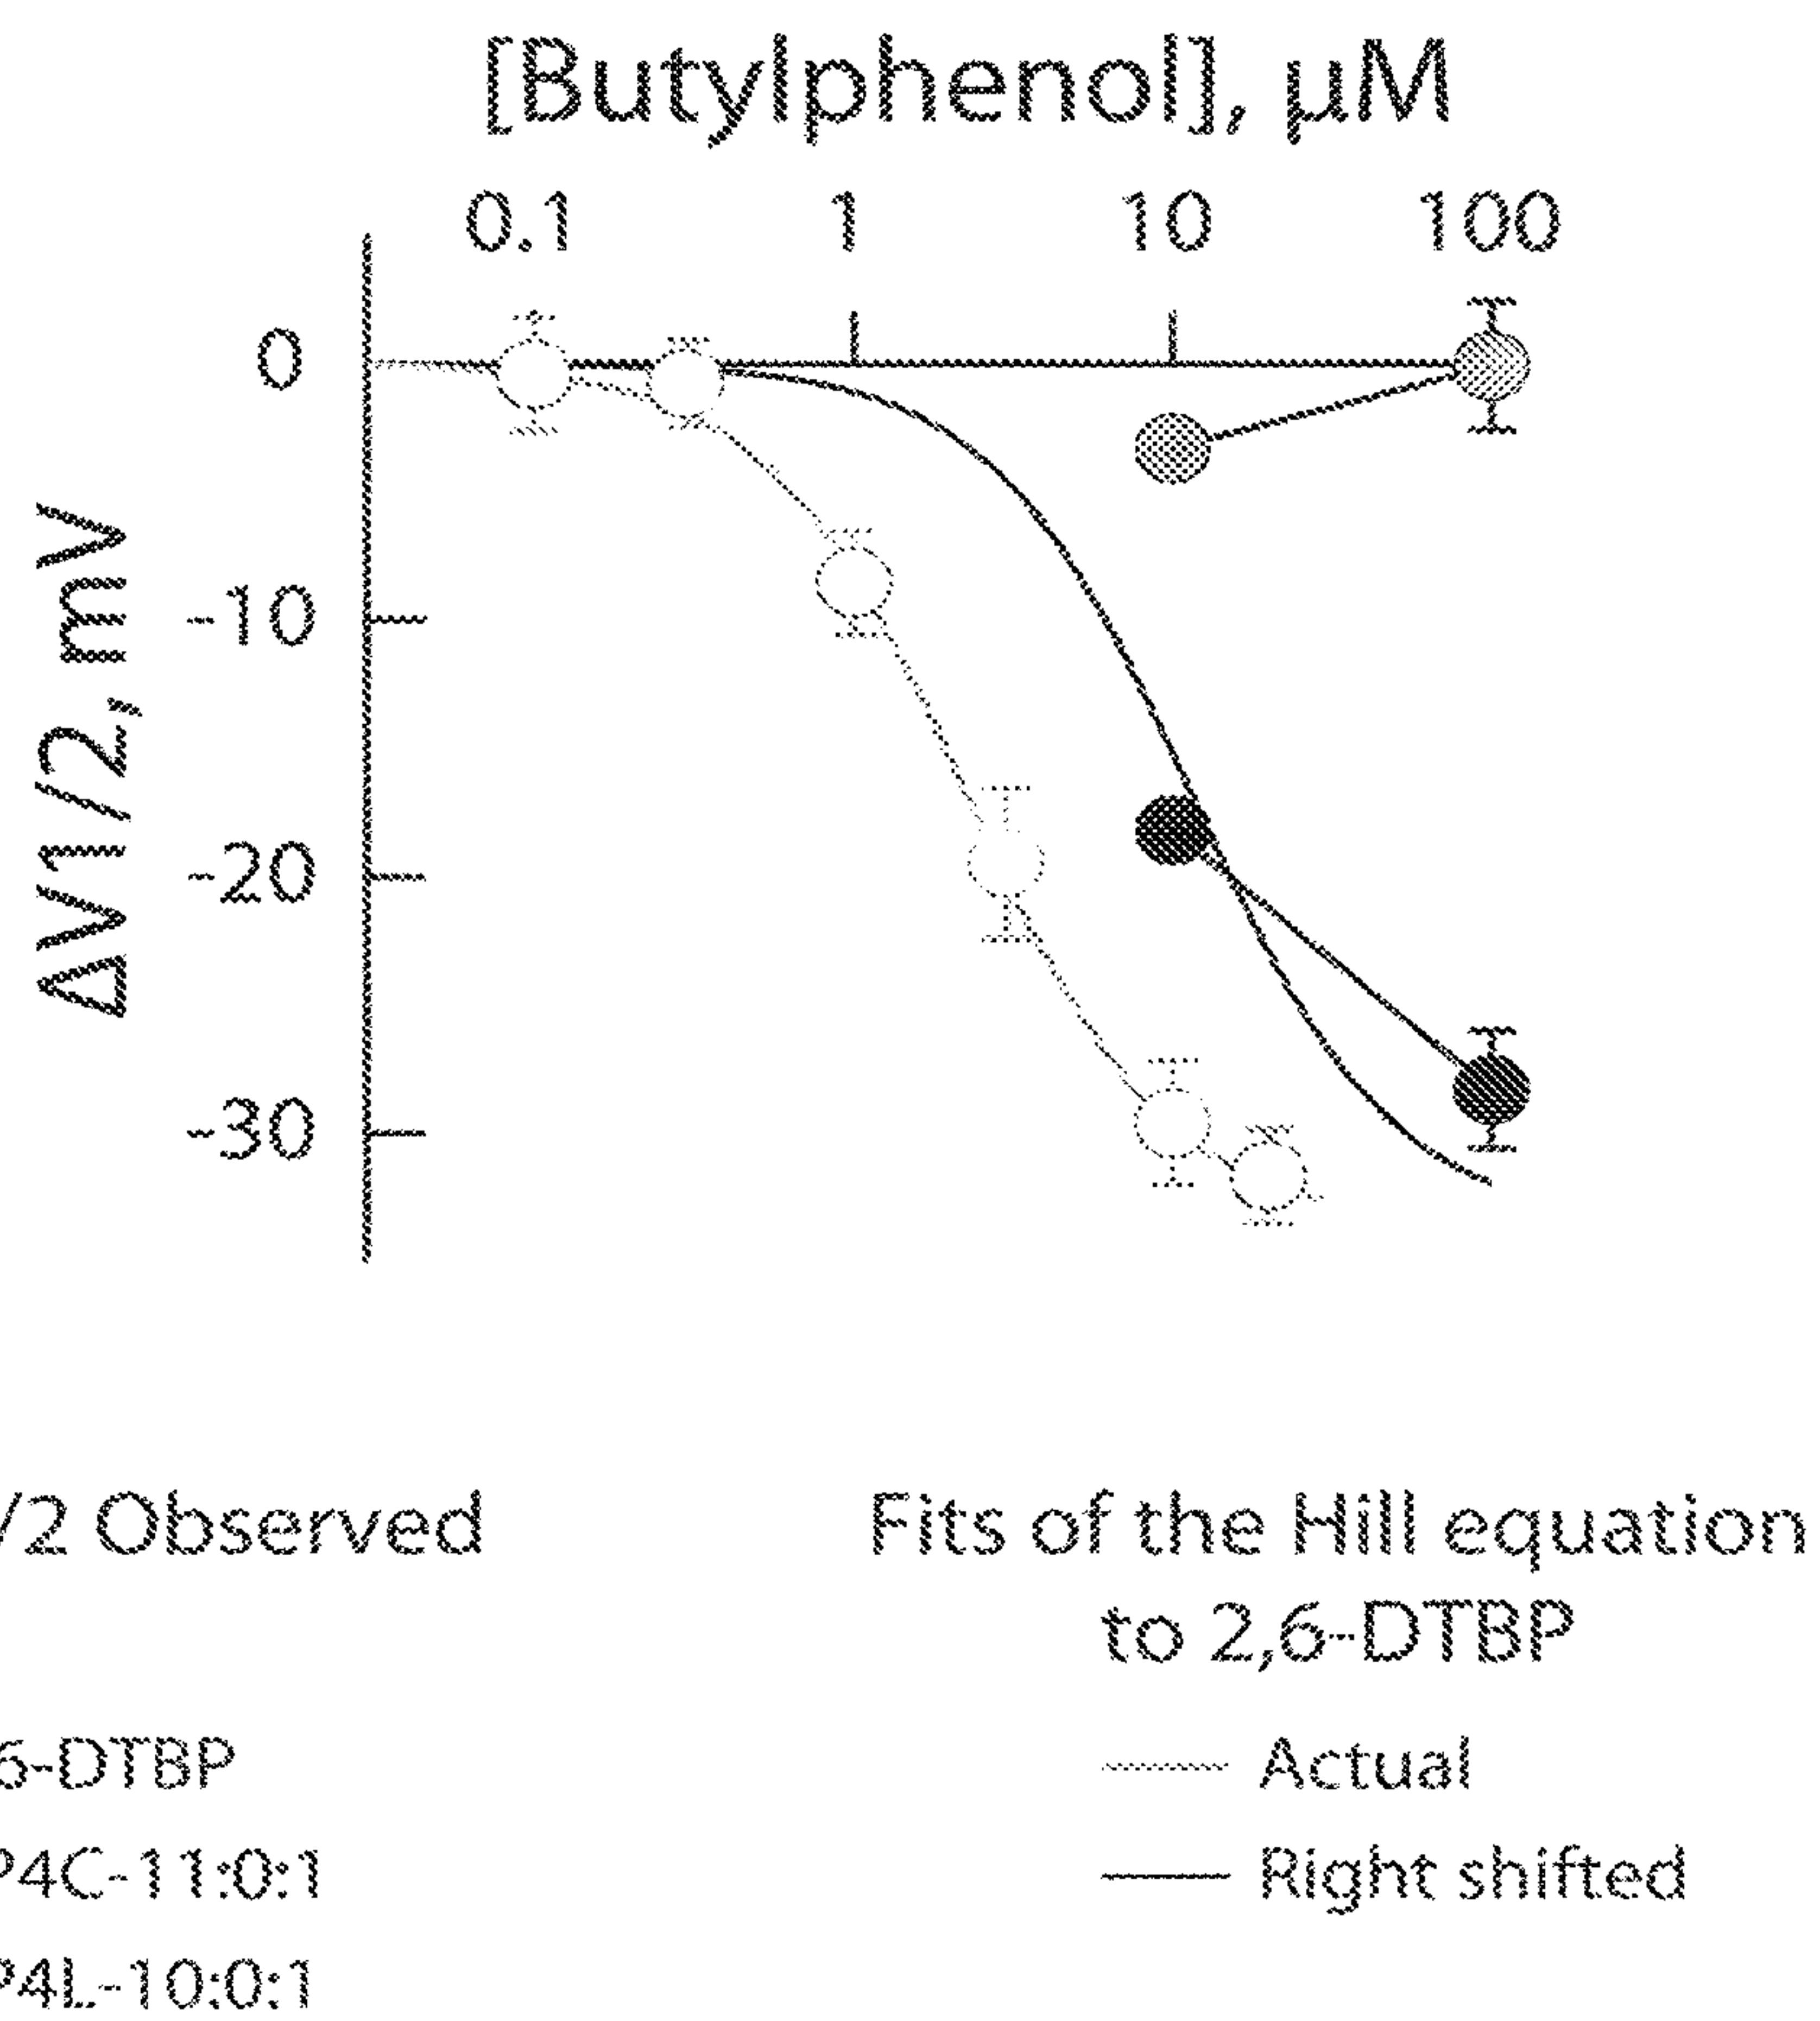 [Butylphenol], µM
0.1 1 10 100
0
-10
-20
-30
ΔV1/2, mV
/2 Observed
Fits of the Hill equation
to 2,6-DTBP
6-DTBP
P4C-11:0:1
P4L-10:0:1
Actual
Right shifted